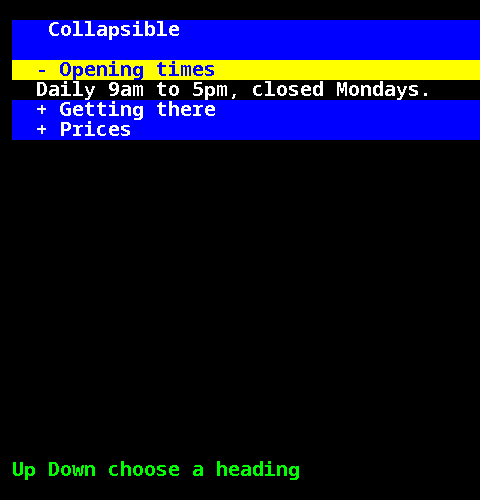 Collapsible
- Opening times
Daily 9am to 5pm, closed Mondays.
+ Getting there
+ Prices
Up Down choose a heading